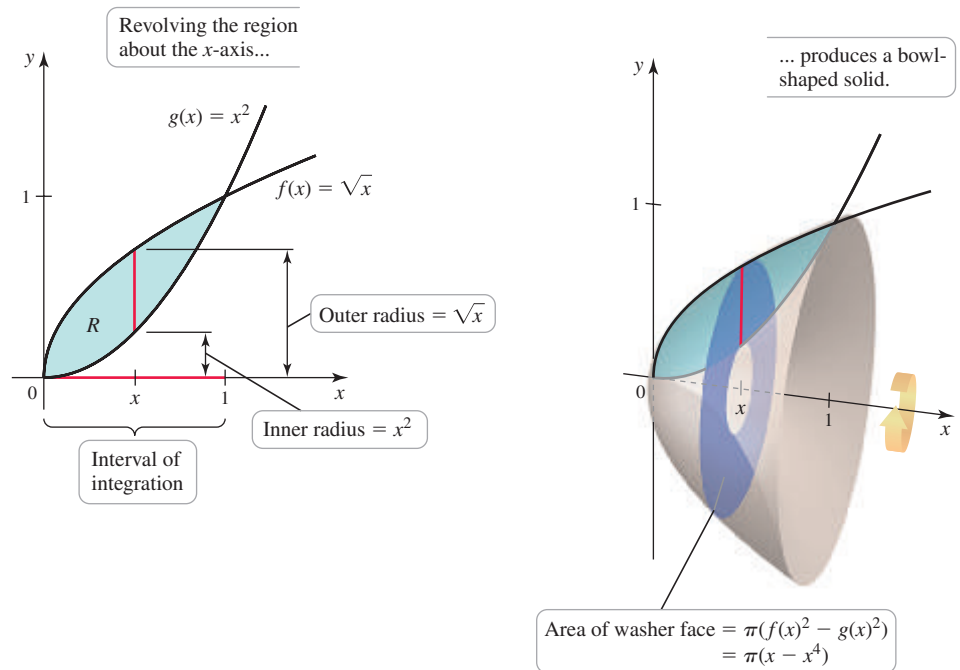 Revolving the region
about the x-axis...
y
g(x) = x²
f(x) = √x
1
R
Outer radius = √x
0
x
1
x
Inner radius = x²
Interval of
integration
... produces a bowl-
shaped solid.
y
1
0
x
1
x
Area of washer face = π(f(x)² − g(x)²)
= π(x − x⁴)